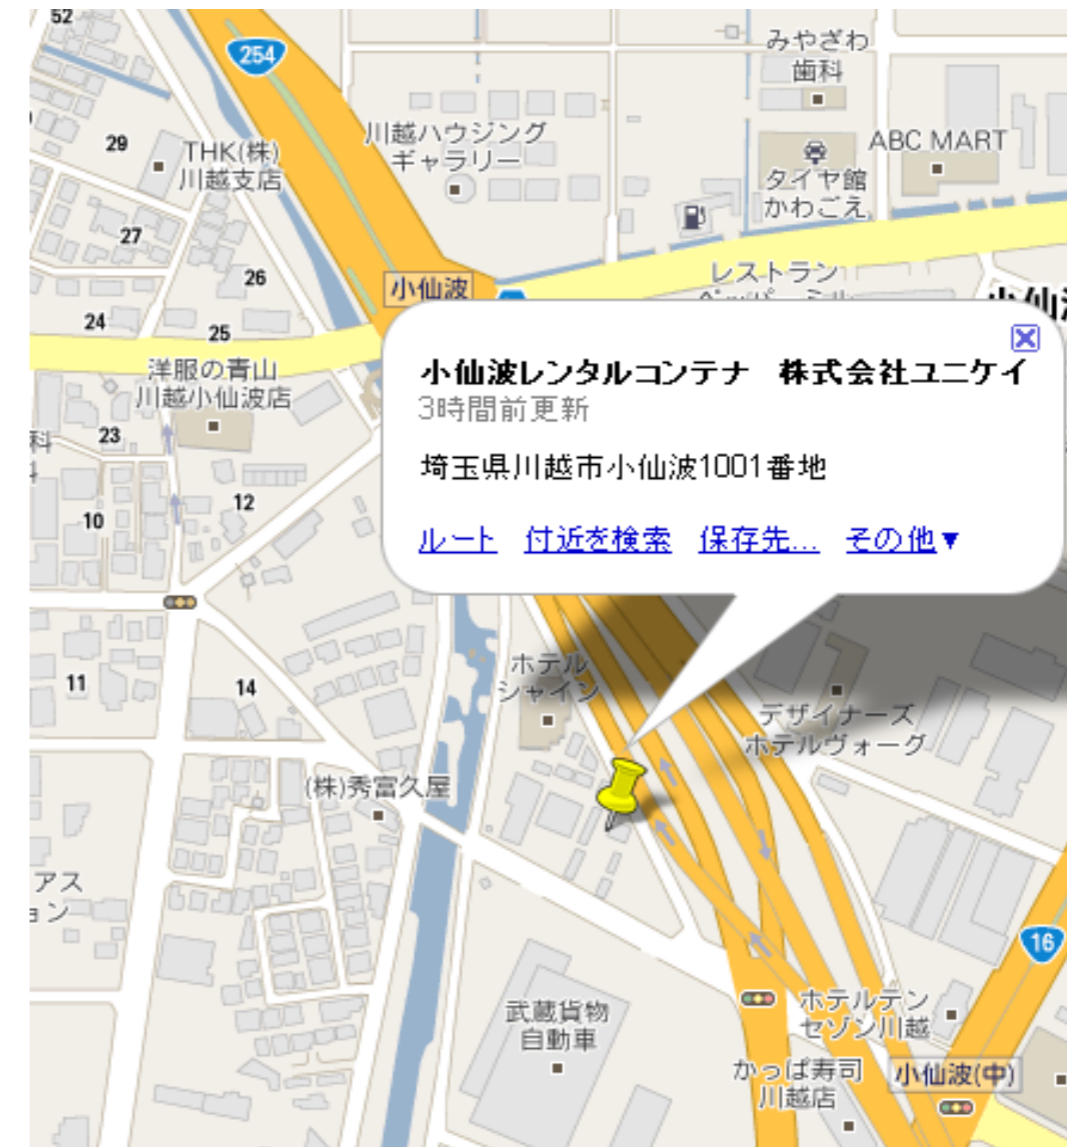 52
254
みやざわ
歯科
29
THK(株)
川越支店
川越ハウジング
ギャラリー
ABC MART
タイヤ館
かわごえ
27
26
小仙波
レストラン
24
25
洋服の青山
川越小仙波店
小仙波レンタルコンテナ 株式会社ユニケイ
3時間前更新
埼玉県川越市小仙波1001番地
ルート 付近を検索 保存先... その他▼
科
23
12
10
11
14
ホテル
シャイン
デザイナーズ
ホテルヴォーグ
(株)秀富久屋
アス
ョン
16
武蔵貨物
自動車
ホテルテン
セゾン川越
かっぱ寿司
川越店
小仙波(中)